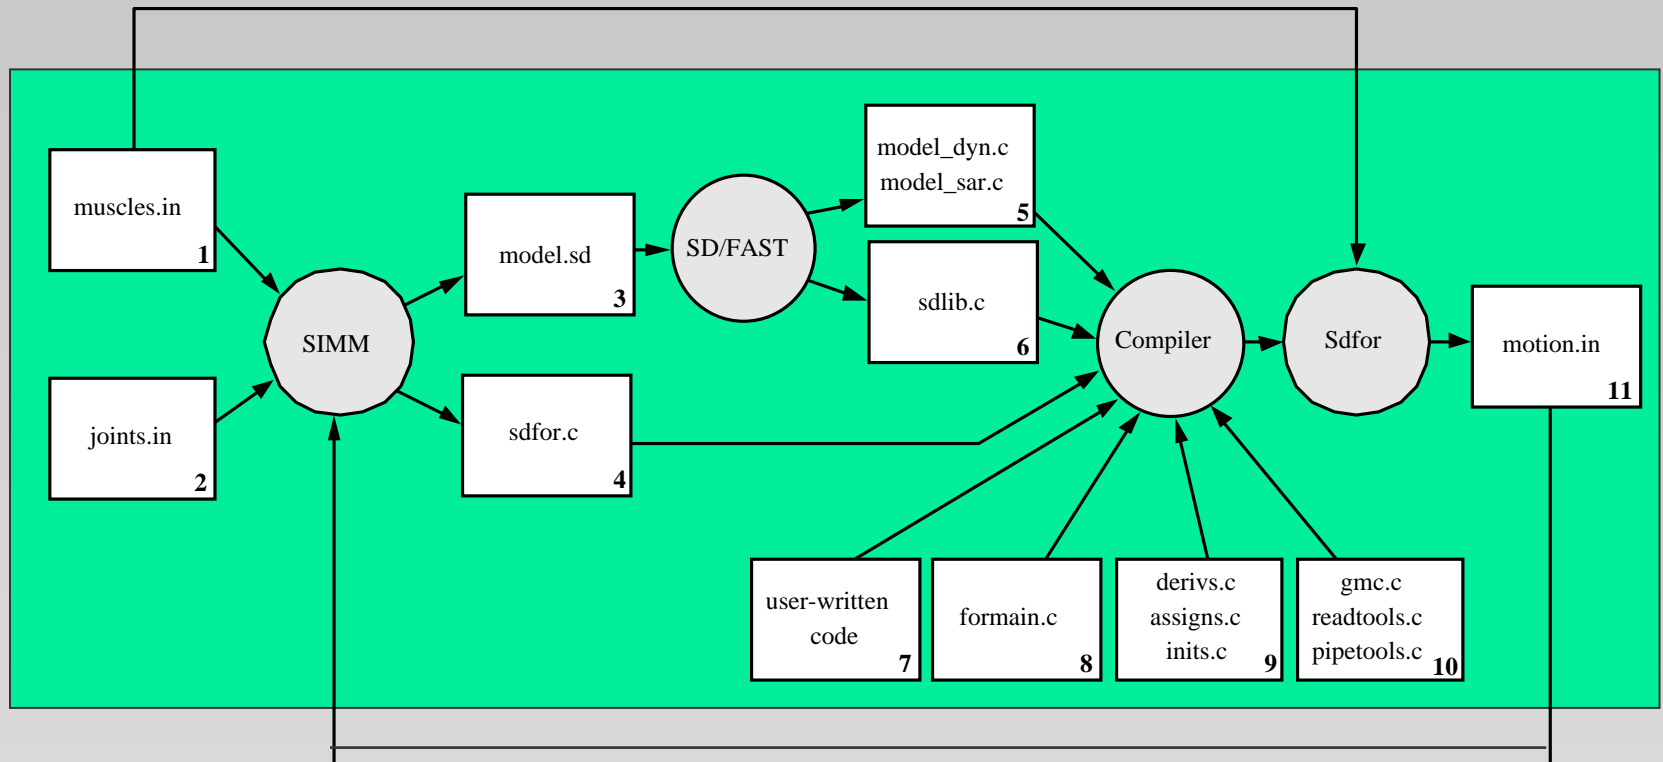 muscles.in
1
joints.in
2
SIMM
model.sd
3
sdfor.c
4
SD/FAST
model_dyn.c
model_sar.c
5
sdlib.c
6
Compiler
Sdfor
motion.in
11
user-written
code
7
formain.c
8
derivs.c
assigns.c
inits.c
9
gmc.c
readtools.c
pipetools.c
10